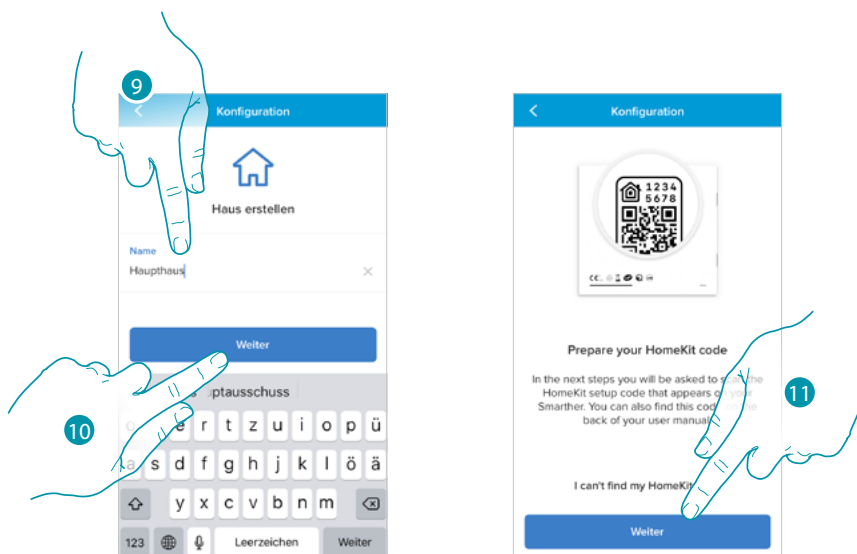 9
Konfiguration
Haus erstellen
Name
Haupthaus
Weiter
ptausschuss
e r t z u i o p ü
a s d f g h j k l ö ä
y x c v b n m
123 Leerzeichen Weiter
10
Konfiguration
1234
5678
CE
Prepare your HomeKit code
In the next steps you will be asked to scan the
HomeKit setup code that appears on your
Smarther. You can also find this code the
back of your user manual
I can't find my HomeKit
Weiter
11